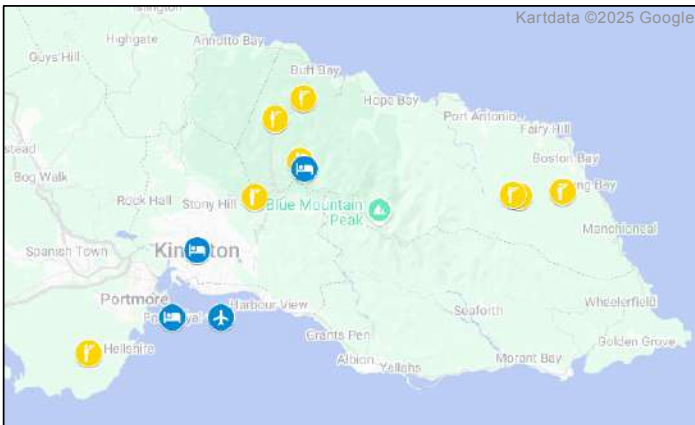 Islington
Kartdata ©2025 Google
Highgate
Annotto Bay
Guys Hill
Buff Bay
Hope Bay
Port Antonio
Fairy Hill
Boston Bay
Bog Walk
Rock Hall
Stony Hill
Blue Mountain
Peak
Manchioneal
Spanish Town
Portmore
Harbour View
Seaforth
Wheelerfield
Hellshire
Grants Pen
Golden Grove
Albion
Yallahs
Morant Bay